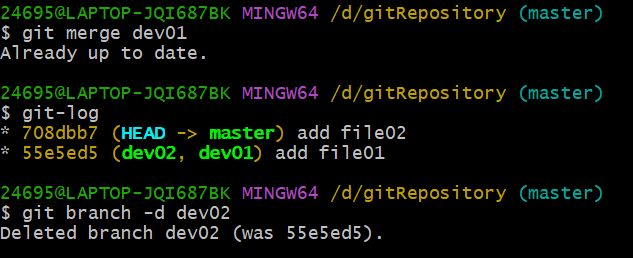 24695@LAPTOP-JQI687BK MINGW64 /d/gitRepository (master)
$ git merge dev01
Already up to date.
24695@LAPTOP-JQI687BK MINGW64 /d/gitRepository (master)
$ git-log
* 708dbb7 (HEAD -> master) add file02
* 55e5ed5 (dev02, dev01) add file01
24695@LAPTOP-JQI687BK MINGW64 /d/gitRepository (master)
$ git branch -d dev02
Deleted branch dev02 (was 55e5ed5).